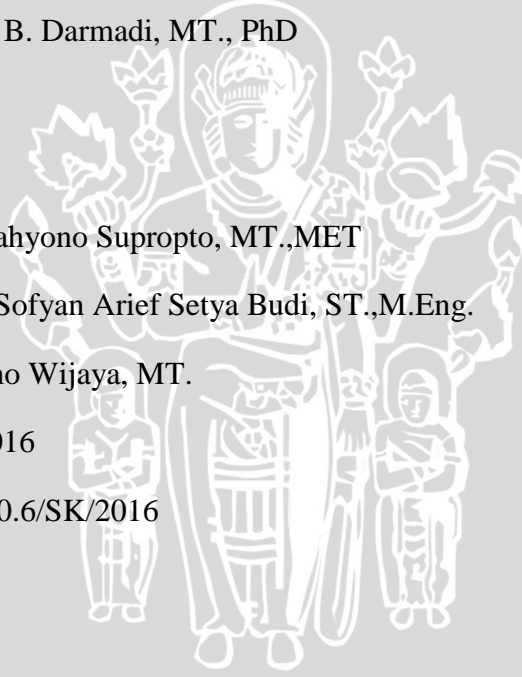 B. Darmadi, MT., PhD
ahyono Supropto, MT.,MET
Sofyan Arief Setya Budi, ST.,M.Eng.
no Wijaya, MT.
016
0.6/SK/2016